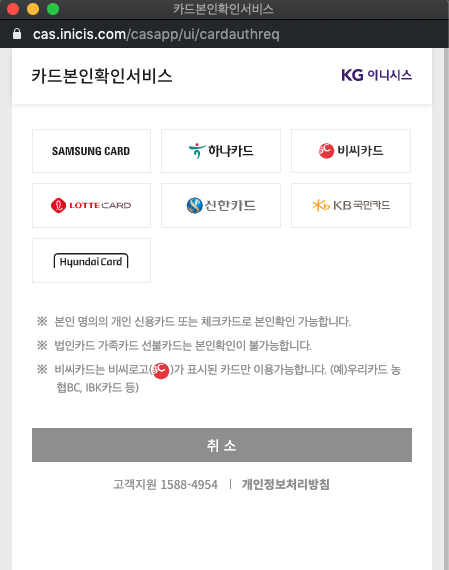 카드본인확인서비스
cas.inicis.com/casapp/ui/cardauthreq
카드본인확인서비스 KG 이니시스
SAMSUNG CARD 하나카드 비씨카드
LOTTE CARD 신한카드 KB국민카드
Hyundai Card
※ 본인 명의의 개인 신용카드 또는 체크카드로 본인확인 가능합니다.
※ 법인카드 가족카드 선불카드는 본인확인이 불가능합니다.
※ 비씨카드는 비씨로고( )가 표시된 카드만 이용가능합니다. (예)우리카드 농
협BC, IBK카드 등)
취 소
고객지원 1588-4954 | 개인정보처리방침